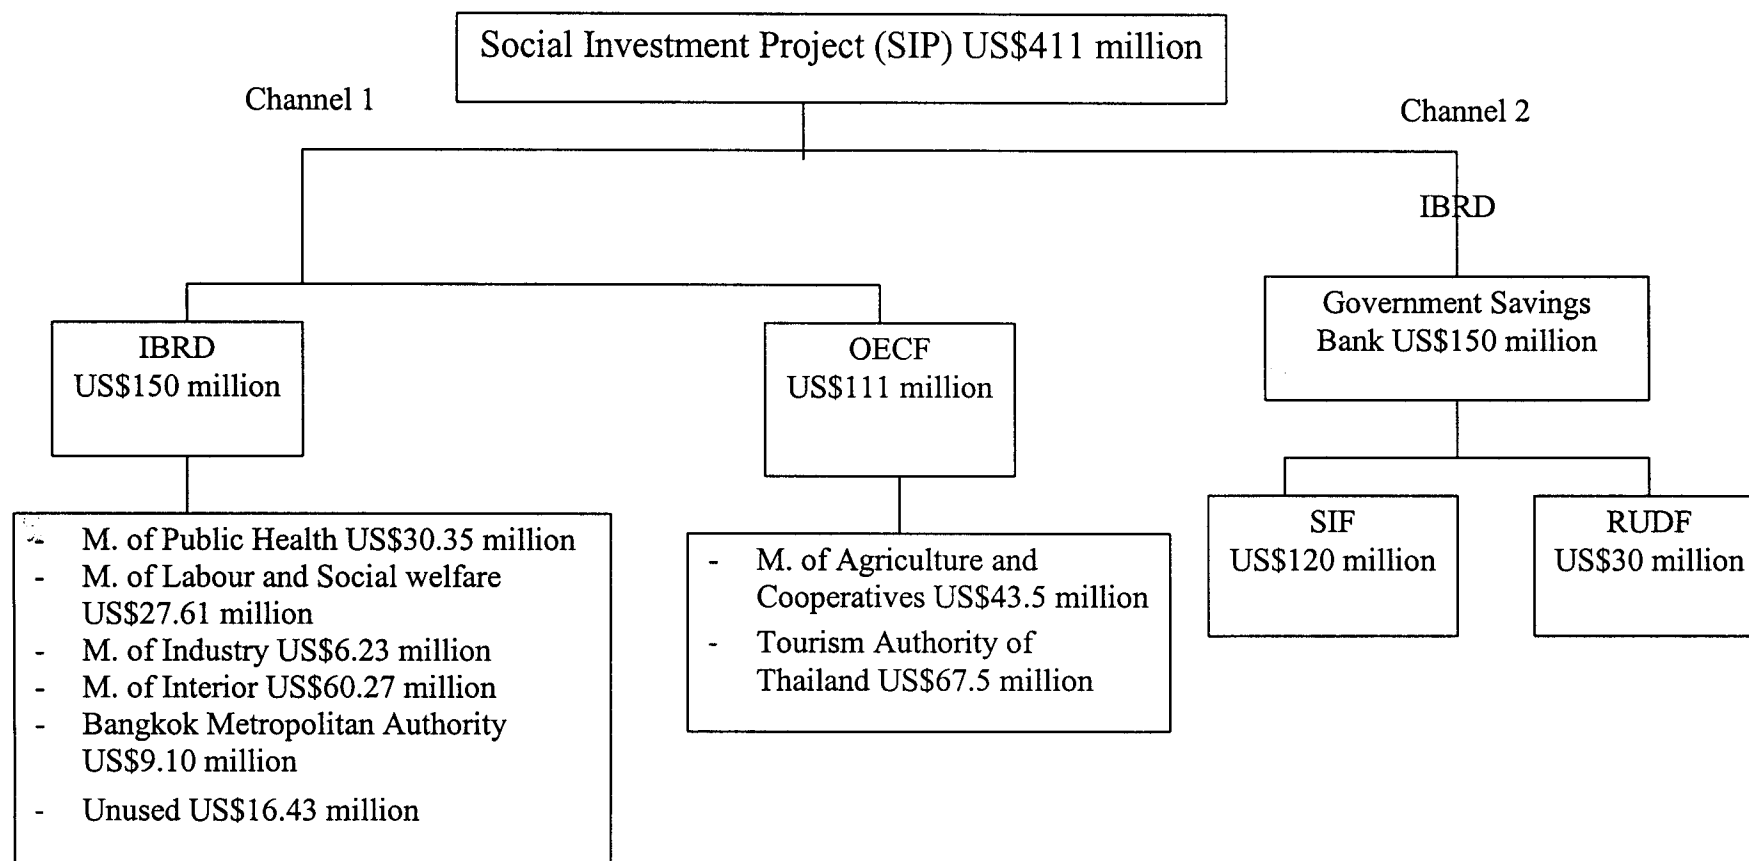 Social Investment Project (SIP) US$411 million
Channel 1
Channel 2
IBRD
Government Savings
Bank US$150 million
IBRD
US$150 million
OECF
US$111 million
SIF
US$120 million
RUDF
US$30 million
- M. of Public Health US$30.35 million
- M. of Labour and Social welfare
US$27.61 million
- M. of Industry US$6.23 million
- M. of Interior US$60.27 million
- Bangkok Metropolitan Authority
US$9.10 million
- Unused US$16.43 million
- M. of Agriculture and
Cooperatives US$43.5 million
- Tourism Authority of
Thailand US$67.5 million